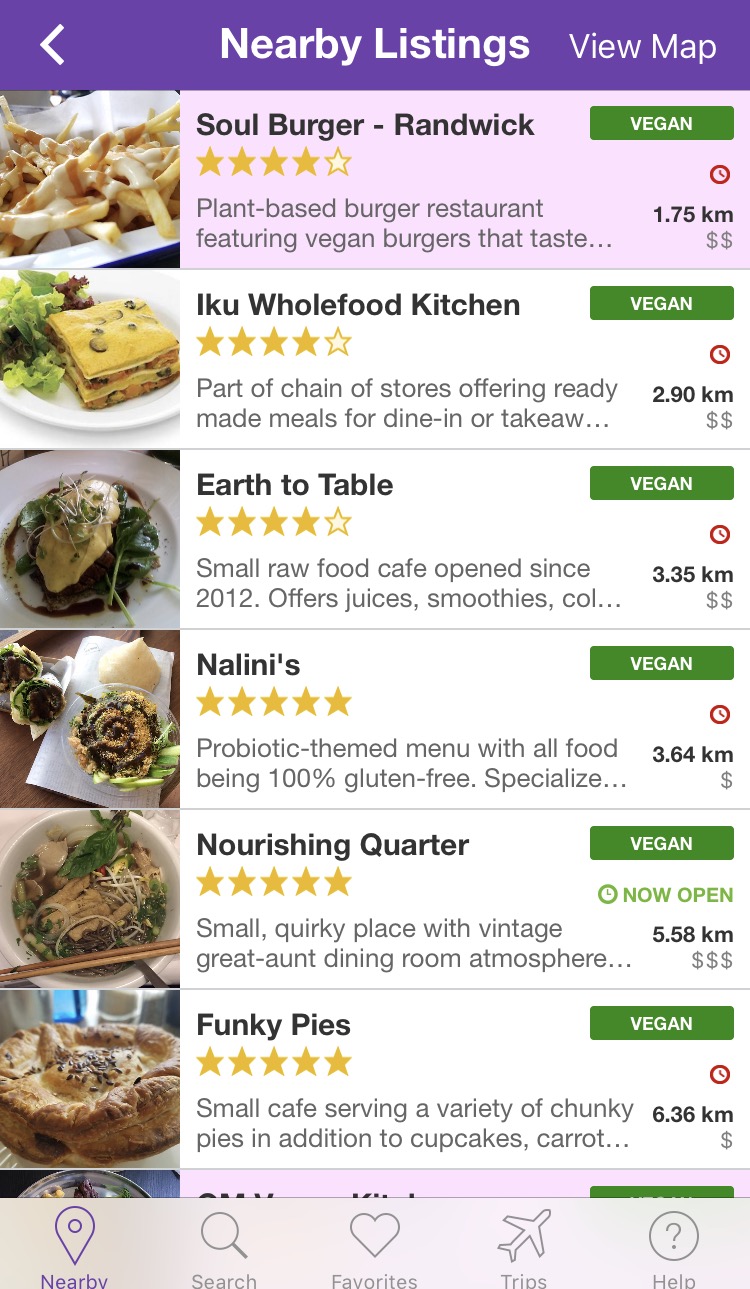 Nearby Listings View Map
Soul Burger - Randwick VEGAN
Plant-based burger restaurant
1.75 km
featuring vegan burgers that taste...
$$
Iku Wholefood Kitchen VEGAN
Part of chain of stores offering ready
2.90 km
made meals for dine-in or takeaw...
$$
Earth to Table VEGAN
Small raw food cafe opened since
3.35 km
2012. Offers juices, smoothies, col...
$$
Nalini's VEGAN
Probiotic-themed menu with all food
3.64 km
being 100% gluten-free. Specialize...
$
Nourishing Quarter VEGAN
NOW OPEN
Small, quirky place with vintage
5.58 km
great-aunt dining room atmosphere...
$$$
Funky Pies VEGAN
Small cafe serving a variety of chunky
6.36 km
pies in addition to cupcakes, carrot...
$
Nearby Search Favorites Trips Help